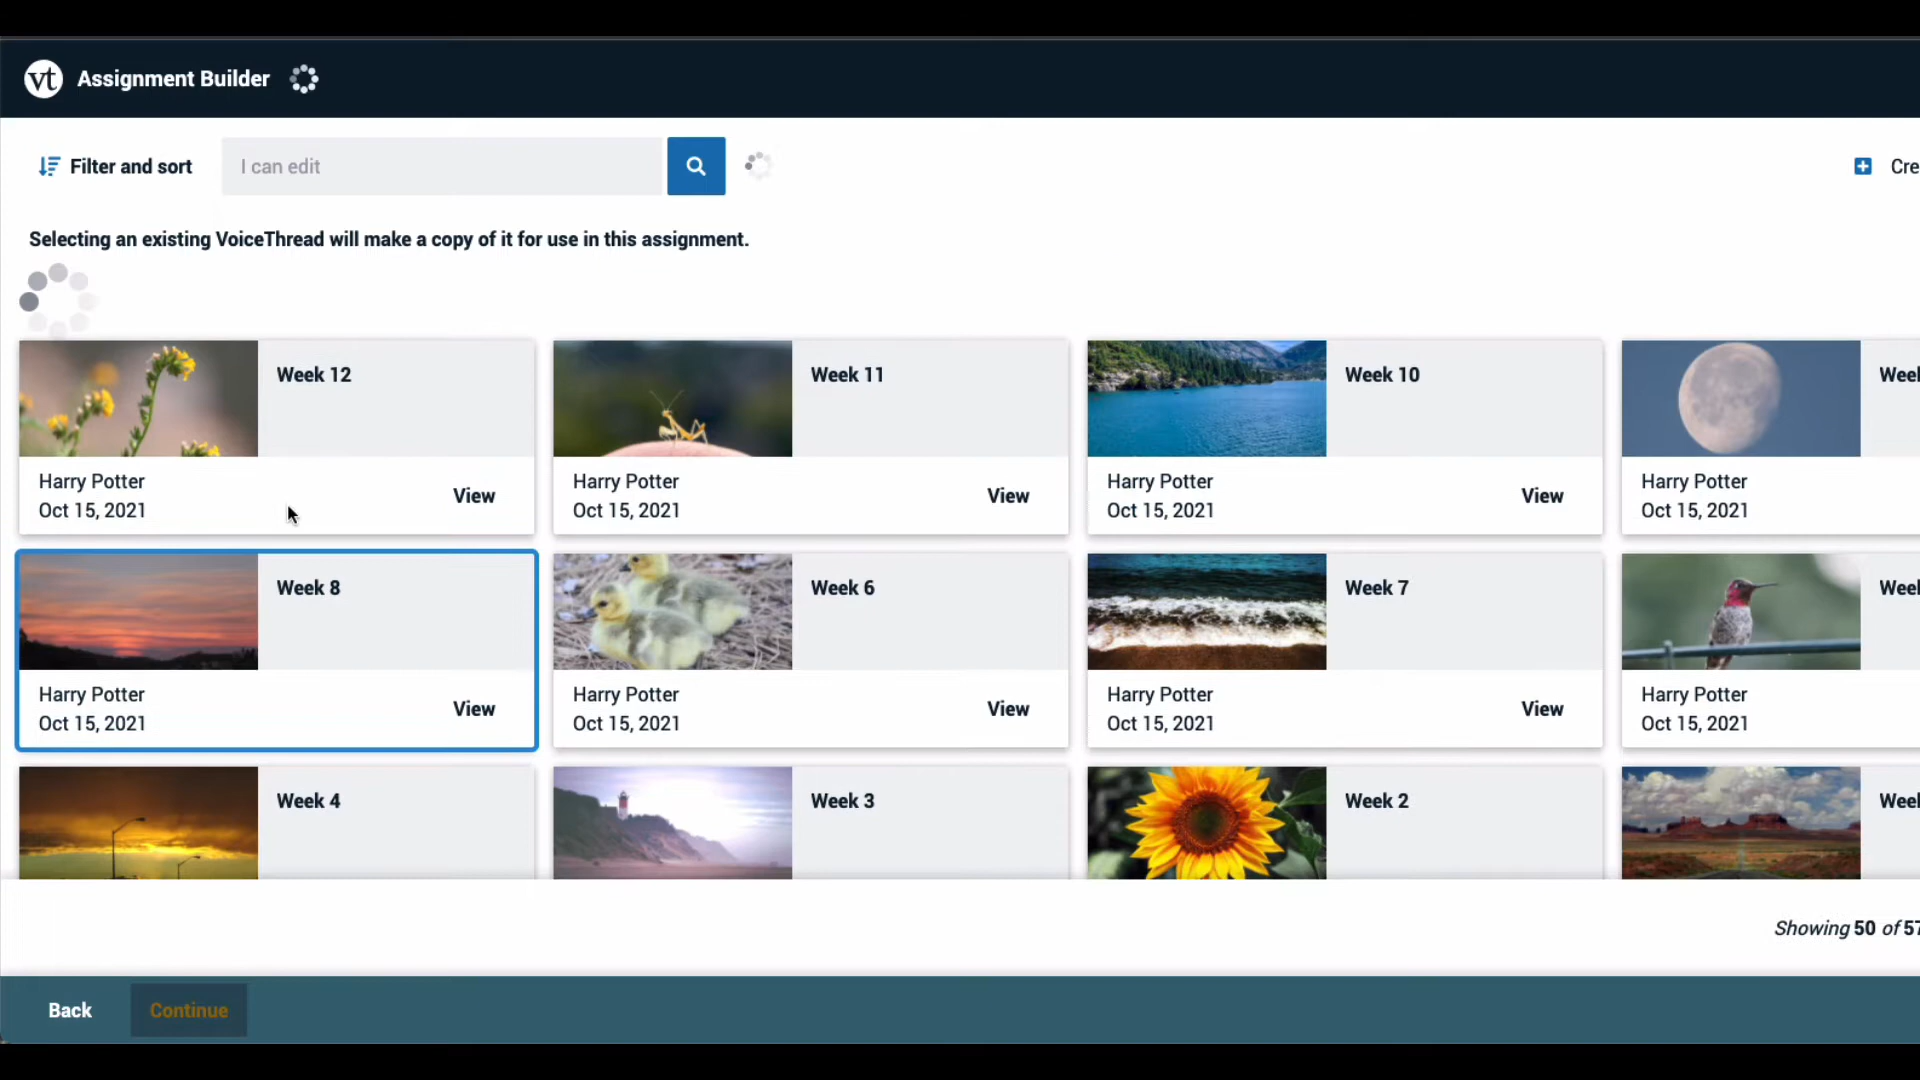 vt Assignment Builder
Filter and sort
I can edit
Cre
Selecting an existing VoiceThread will make a copy of it for use in this assignment.
Week 12
Harry Potter
Oct 15, 2021
View
Week 11
Harry Potter
Oct 15, 2021
View
Week 10
Harry Potter
Oct 15, 2021
View
Week
Harry Potter
Oct 15, 2021
Week 8
Harry Potter
Oct 15, 2021
View
Week 6
Harry Potter
Oct 15, 2021
View
Week 7
Harry Potter
Oct 15, 2021
View
Week
Harry Potter
Oct 15, 2021
Week 4
Week 3
Week 2
Week
Showing 50 of 57
Back
Continue